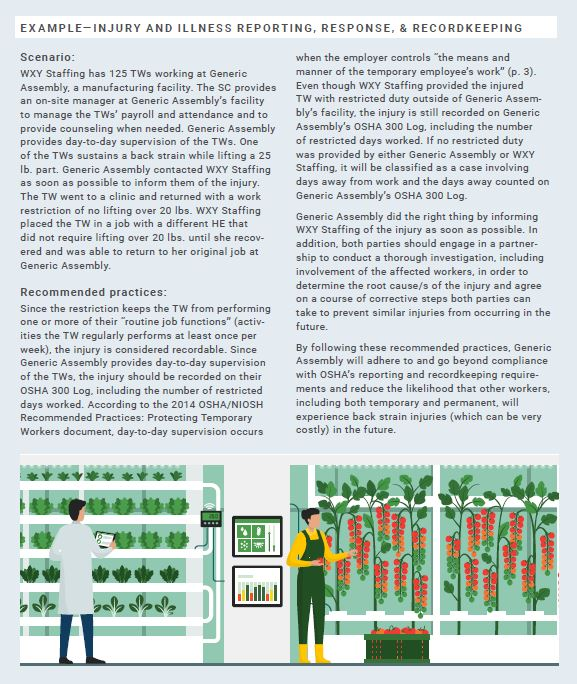 EXAMPLE—INJURY AND ILLNESS REPORTING, RESPONSE, & RECORDKEEPING
Scenario:
WXY Staffing has 125 TWs working at Generic
Assembly, a manufacturing facility. The SC provides
an on-site manager at Generic Assembly's facility
to manage the TWs' payroll and attendance and to
provide counseling when needed. Generic Assembly
provides day-to-day supervision of the TWs. One
of the TWs sustains a back strain while lifting a 25
lb. part. Generic Assembly contacted WXY Staffing
as soon as possible to inform them of the injury.
The TW went to a clinic and returned with a work
restriction of no lifting over 20 lbs. WXY Staffing
placed the TW in a job with a different HE that
did not require lifting over 20 lbs. until she recov-
ered and was able to return to her original job at
Generic Assembly.
Recommended practices:
Since the restriction keeps the TW from performing
one or more of their "routine job functions" (activ-
ities the TW regularly performs at least once per
week), the injury is considered recordable. Since
Generic Assembly provides day-to-day supervision
of the TWs, the injury should be recorded on their
OSHA 300 Log, including the number of restricted
days worked. According to the 2014 OSHA/NIOSH
Recommended Practices: Protecting Temporary
Workers document, day-to-day supervision occurs
when the employer controls "the means and
manner of the temporary employee's work" (p. 3).
Even though WXY Staffing provided the injured
TW with restricted duty outside of Generic Assem-
bly's facility, the injury is still recorded on Generic
Assembly's OSHA 300 Log, including the number
of restricted days worked. If no restricted duty
was provided by either Generic Assembly or WXY
Staffing, it will be classified as a case involving
days away from work and the days away counted on
Generic Assembly's OSHA 300 Log.
Generic Assembly did the right thing by informing
WXY Staffing of the injury as soon as possible. In
addition, both parties should engage in a partner-
ship to conduct a thorough investigation, including
involvement of the affected workers, in order to
determine the root cause/s of the injury and agree
on a course of corrective steps both parties can
take to prevent similar injuries from occurring in the
future.
By following these recommended practices, Generic
Assembly will adhere to and go beyond compliance
with OSHA's reporting and recordkeeping require-
ments and reduce the likelihood that other workers,
including both temporary and permanent, will
experience back strain injuries (which can be very
costly) in the future.